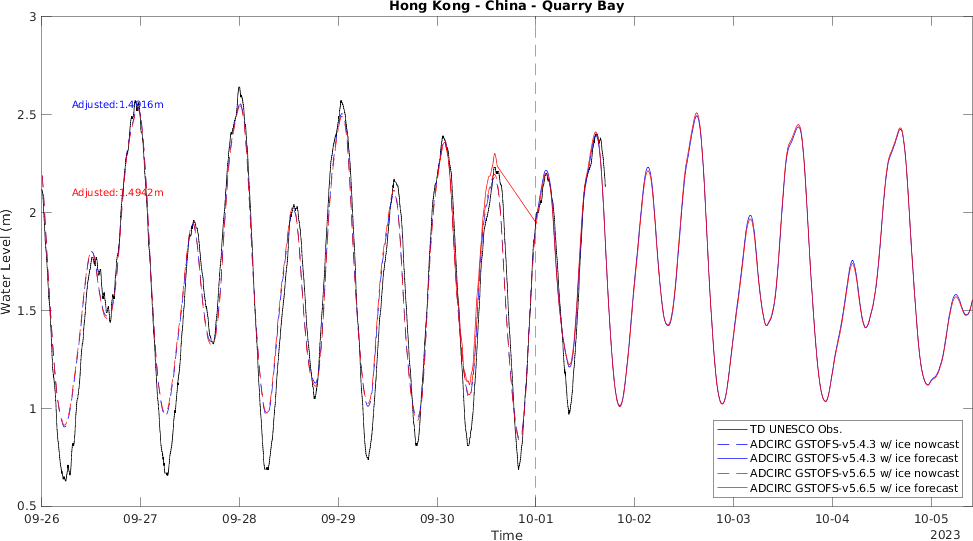 Hong Kong - China - Quarry Bay
3
2.5
2
1.5
1
0.5
Water Level (m)
Adjusted:1.4916m
Adjusted:1.4942m
TD UNESCO Obs.
ADCIRC GSTOFS-v5.4.3 w/ ice nowcast
ADCIRC GSTOFS-v5.4.3 w/ ice forecast
ADCIRC GSTOFS-v5.6.5 w/ ice nowcast
ADCIRC GSTOFS-v5.6.5 w/ ice forecast
09-26 09-27 09-28 09-29 09-30 10-01 10-02 10-03 10-04 10-05
Time
2023